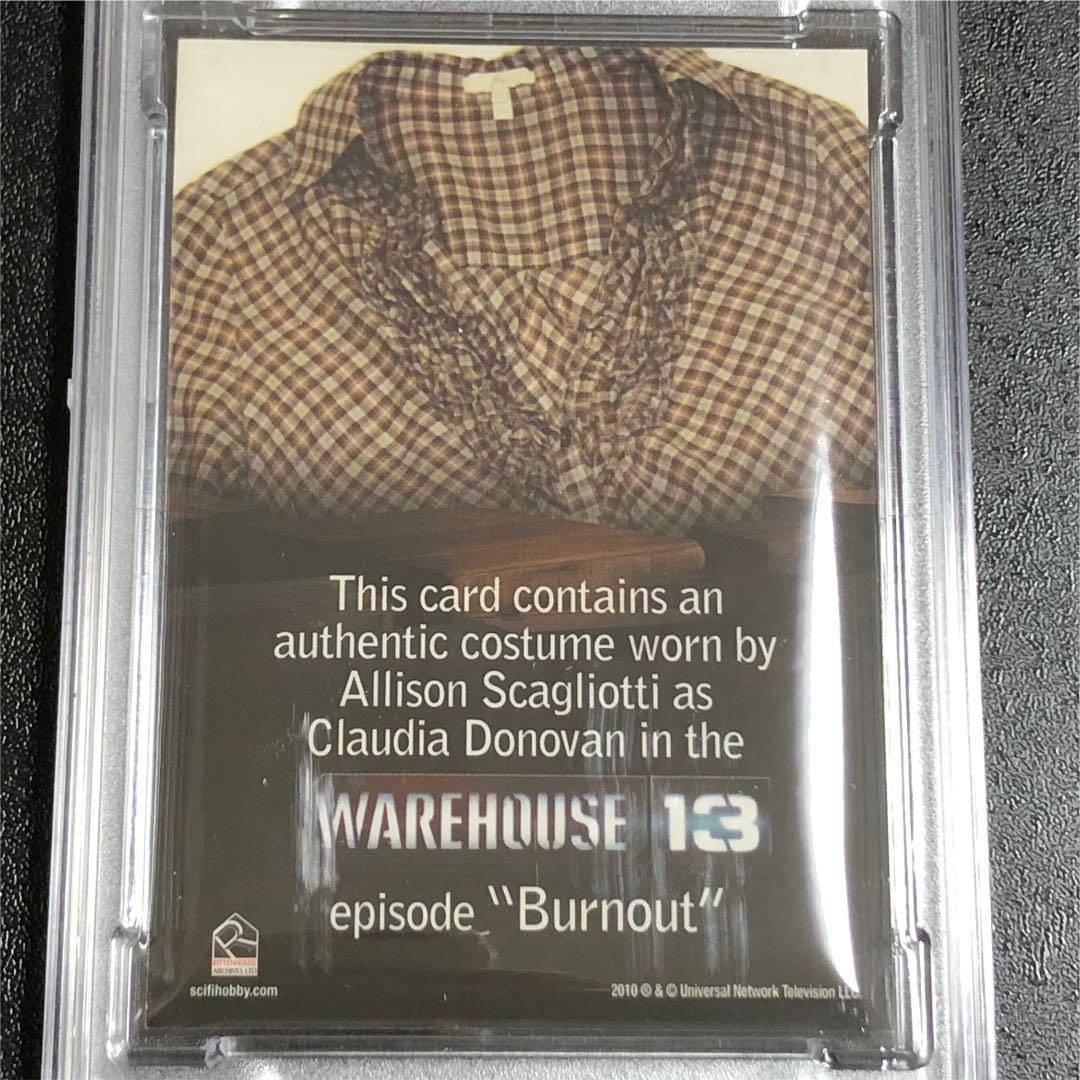 This card contains an
authentic costume worn by
Allison Scagliotti as
Claudia Donovan in the
WAREHOUSE 13
episode "Burnout"
RITTENHOUSE
ARCHIVES LTD
scifihobby.com
2010 ® & © Universal Network Television LLC.